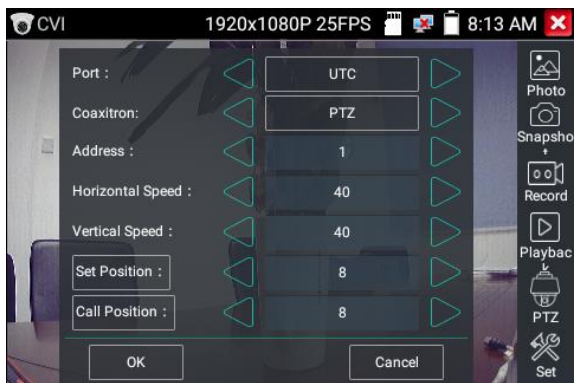 CVI 1920x1080P 25FPS 8:13 AM
Port : UTC
Coaxitron: PTZ
Address : 1
Horizontal Speed : 40
Vertical Speed : 40
Set Position : 8
Call Position : 8
OK Cancel
Photo
Snapsho
t
Record
Playbac
k
PTZ
Set